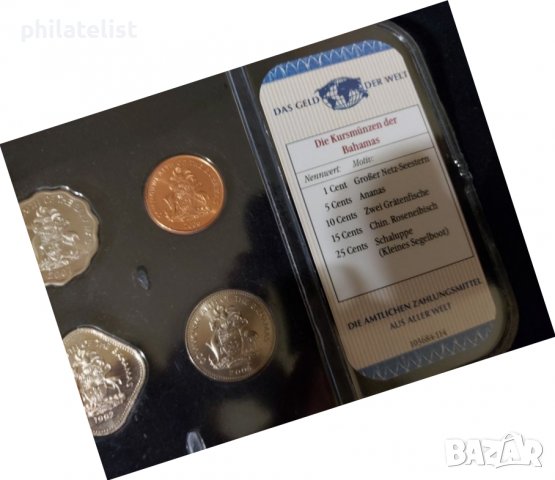 philatelist
DAS GELD DER WELT
Die Kursmünzen der
Bahamas
Nennwert: Motiv:
1 Cent Großer Netz-Seestern
5 Cents Ananas
10 Cents Zwei Grätenfische
15 Cents Chin. Roseneibisch
25 Cents Schaluppe
(Kleines Segelboot)
DIE AMTLICHEN ZAHLUNGSMITTEL
AUS ALLER WELT
BAZAR